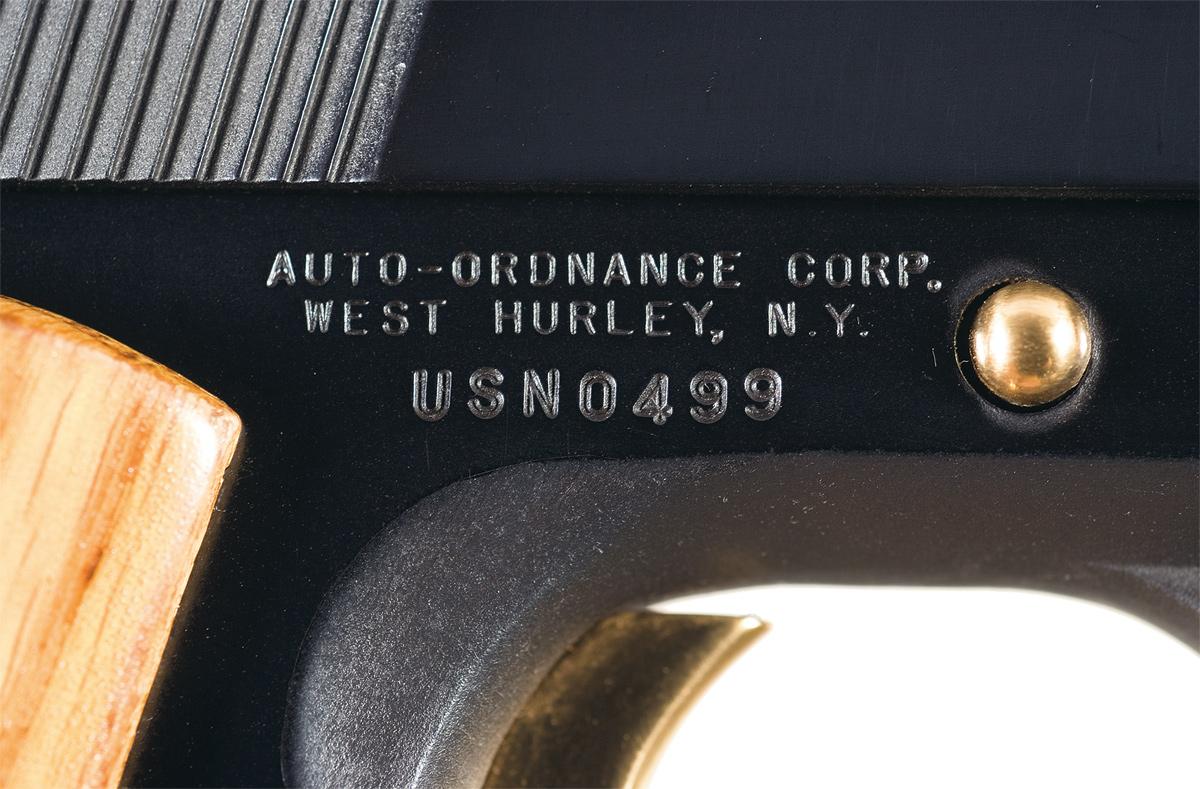 AUTO-ORDNANCE CORP.
WEST HURLEY, N.Y.
USN0499